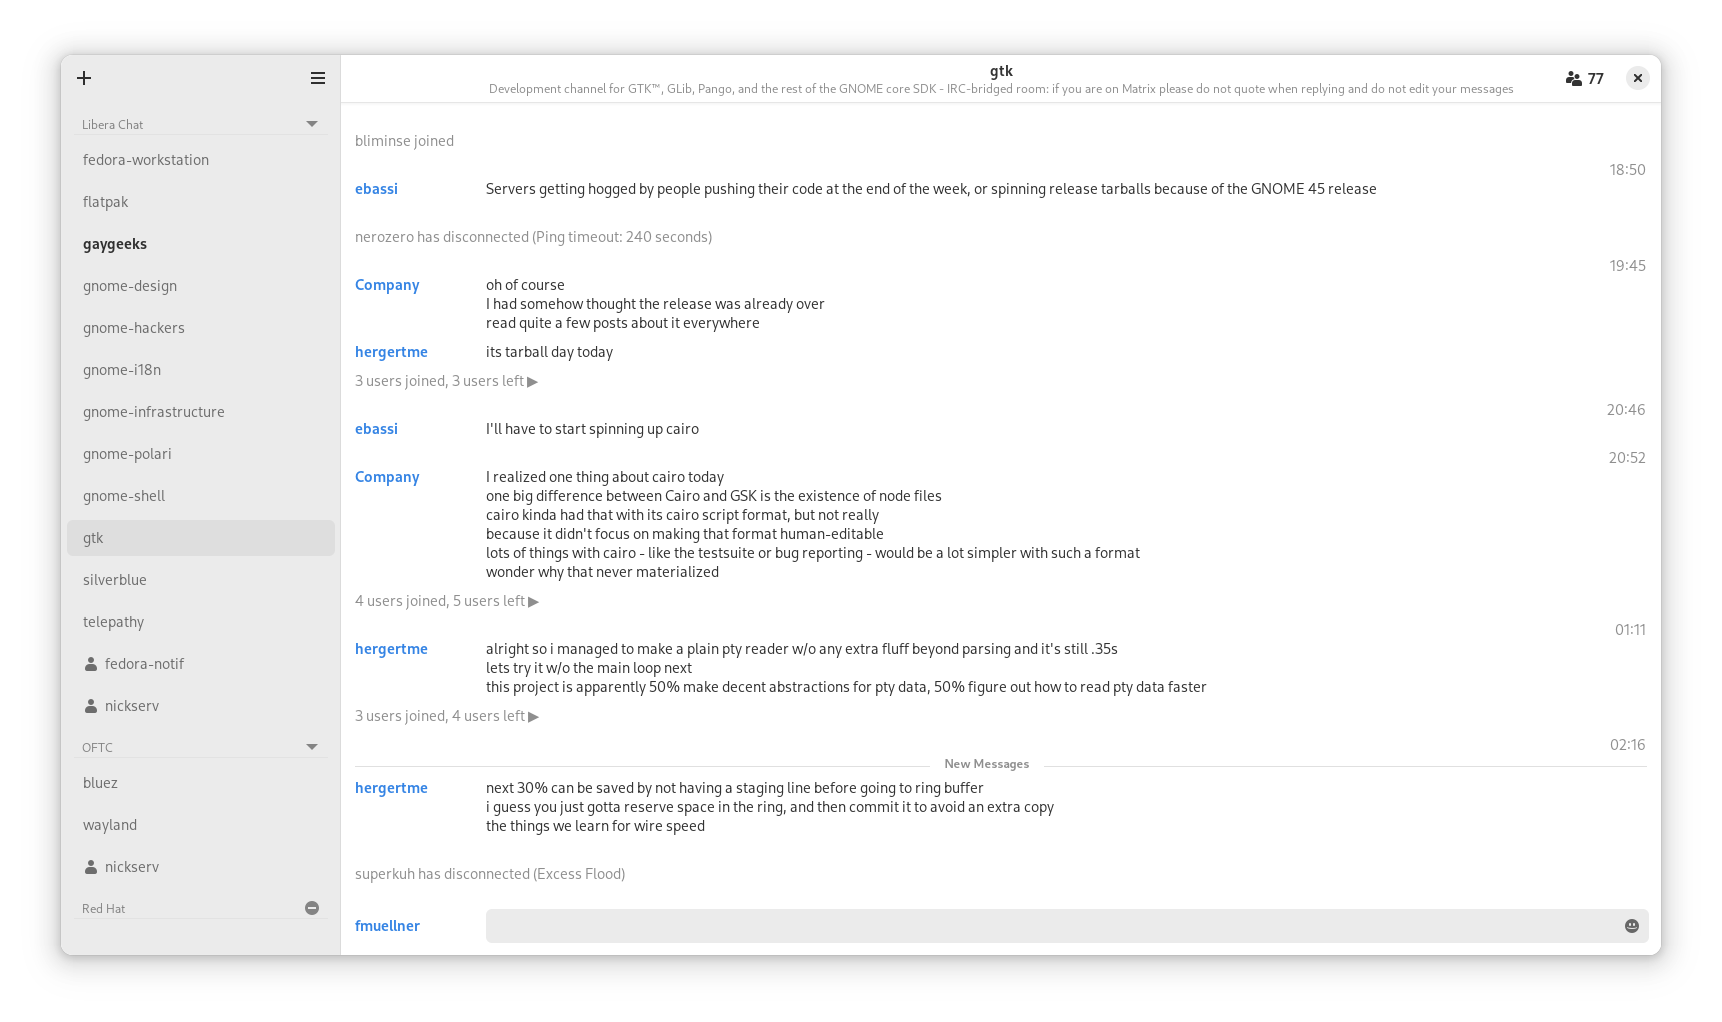 Libera Chat
fedora-workstation
flatpak
gaygeeks
gnome-design
gnome-hackers
gnome-i18n
gnome-infrastructure
gnome-polari
gnome-shell
gtk
silverblue
telepathy
fedora-notif
nickserv
OFTC
bluez
wayland
nickserv
Red Hat
gtk
Development channel for GTK™, GLib, Pango, and the rest of the GNOME core SDK - IRC-bridged room: if you are on Matrix please do not quote when replying and do not edit your messages
77
bliminse joined
18:50
ebassi Servers getting hogged by people pushing their code at the end of the week, or spinning release tarballs because of the GNOME 45 release
nerozero has disconnected (Ping timeout: 240 seconds)
19:45
Company oh of course
I had somehow thought the release was already over
read quite a few posts about it everywhere
hergertme its tarball day today
3 users joined, 3 users left ▶
20:46
ebassi I'll have to start spinning up cairo
20:52
Company I realized one thing about cairo today
one big difference between Cairo and GSK is the existence of node files
cairo kinda had that with its cairo script format, but not really
because it didn't focus on making that format human-editable
lots of things with cairo - like the testsuite or bug reporting - would be a lot simpler with such a format
wonder why that never materialized
4 users joined, 5 users left ▶
01:11
hergertme alright so i managed to make a plain pty reader w/o any extra fluff beyond parsing and it's still .35s
lets try it w/o the main loop next
this project is apparently 50% make decent abstractions for pty data, 50% figure out how to read pty data faster
3 users joined, 4 users left ▶
02:16
New Messages
hergertme next 30% can be saved by not having a staging line before going to ring buffer
i guess you just gotta reserve space in the ring, and then commit it to avoid an extra copy
the things we learn for wire speed
superkuh has disconnected (Excess Flood)
fmuellner